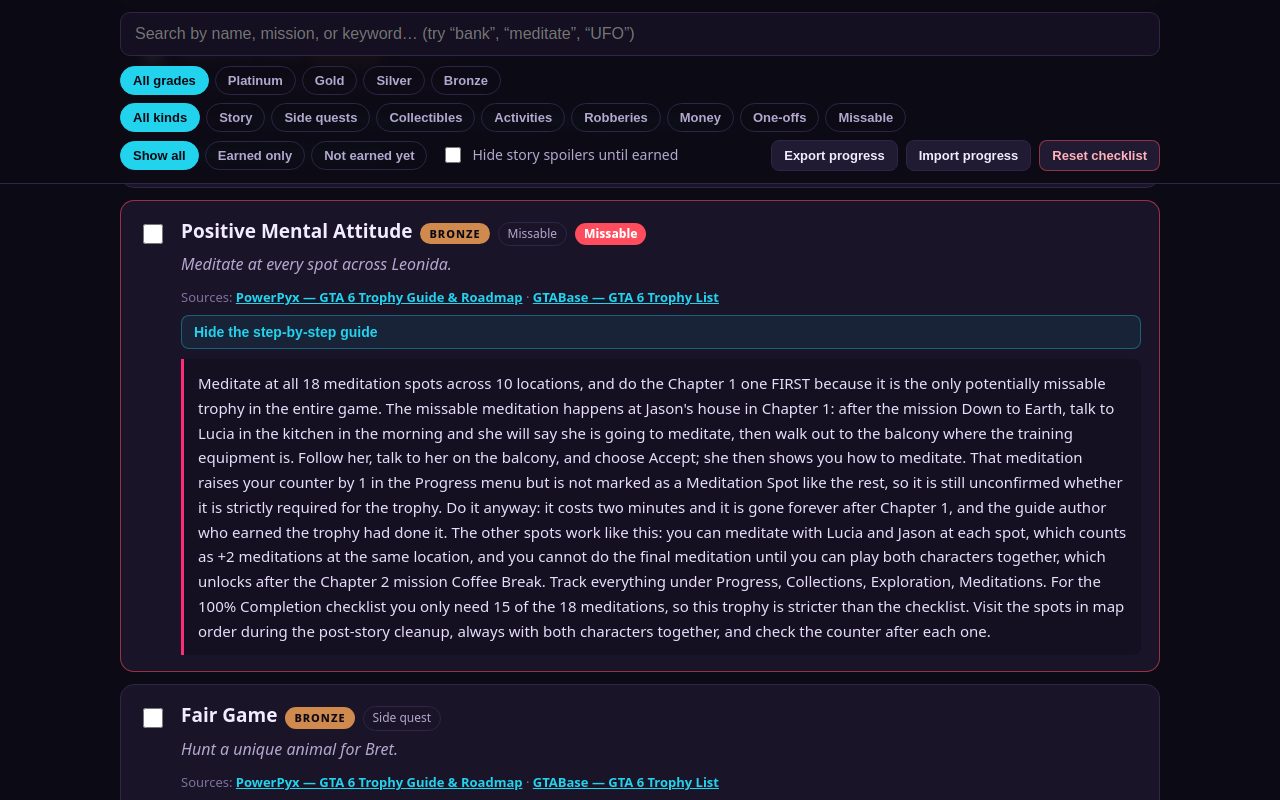 Search by name, mission, or keyword… (try “bank”, “meditate”, “UFO”)
All grades Platinum Gold Silver Bronze
All kinds Story Side quests Collectibles Activities Robberies Money One-offs Missable
Show all Earned only Not earned yet Hide story spoilers until earned Export progress Import progress Reset checklist
Positive Mental Attitude BRONZE Missable Missable
Meditate at every spot across Leonida.
Sources: PowerPyx — GTA 6 Trophy Guide & Roadmap · GTABase — GTA 6 Trophy List
Hide the step-by-step guide
Meditate at all 18 meditation spots across 10 locations, and do the Chapter 1 one FIRST because it is the only potentially missable
trophy in the entire game. The missable meditation happens at Jason's house in Chapter 1: after the mission Down to Earth, talk to
Lucia in the kitchen in the morning and she will say she is going to meditate, then walk out to the balcony where the training
equipment is. Follow her, talk to her on the balcony, and choose Accept; she then shows you how to meditate. That meditation
raises your counter by 1 in the Progress menu but is not marked as a Meditation Spot like the rest, so it is still unconfirmed whether
it is strictly required for the trophy. Do it anyway: it costs two minutes and it is gone forever after Chapter 1, and the guide author
who earned the trophy had done it. The other spots work like this: you can meditate with Lucia and Jason at each spot, which counts
as +2 meditations at the same location, and you cannot do the final meditation until you can play both characters together, which
unlocks after the Chapter 2 mission Coffee Break. Track everything under Progress, Collections, Exploration, Meditations. For the
100% Completion checklist you only need 15 of the 18 meditations, so this trophy is stricter than the checklist. Visit the spots in map
order during the post-story cleanup, always with both characters together, and check the counter after each one.
Fair Game BRONZE Side quest
Hunt a unique animal for Bret.
Sources: PowerPyx — GTA 6 Trophy Guide & Roadmap · GTABase — GTA 6 Trophy List